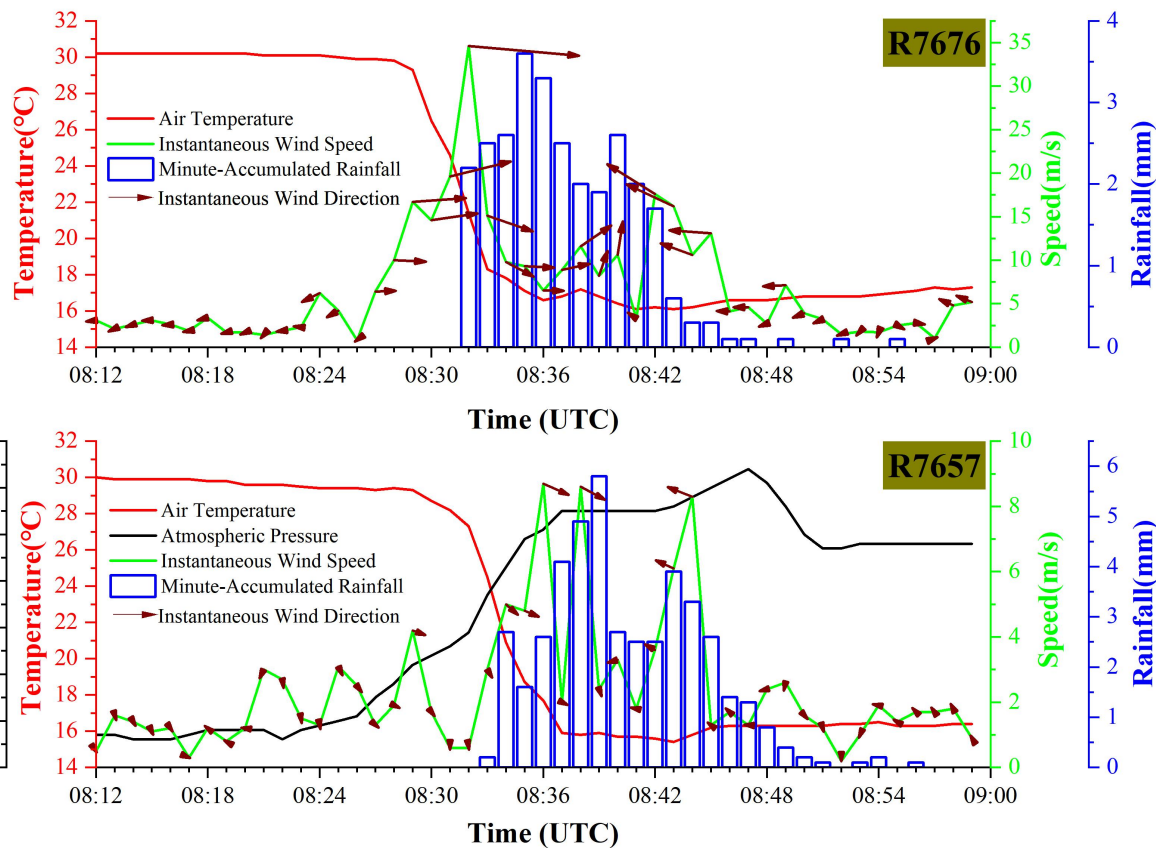 R7676
Temperature(°C)
32
30
28
26
24
22
20
18
16
14
Air Temperature
Instantaneous Wind Speed
Minute-Accumulated Rainfall
Instantaneous Wind Direction
Speed(m/s)
35
30
25
20
15
10
5
0
Rainfall(mm)
4
3
2
1
0
08:12 08:18 08:24 08:30 08:36 08:42 08:48 08:54 09:00
Time (UTC)
R7657
Temperature(°C)
32
30
28
26
24
22
20
18
16
14
Air Temperature
Atmospheric Pressure
Instantaneous Wind Speed
Minute-Accumulated Rainfall
Instantaneous Wind Direction
Speed(m/s)
10
8
6
4
2
0
Rainfall(mm)
6
5
4
3
2
1
0
08:12 08:18 08:24 08:30 08:36 08:42 08:48 08:54 09:00
Time (UTC)